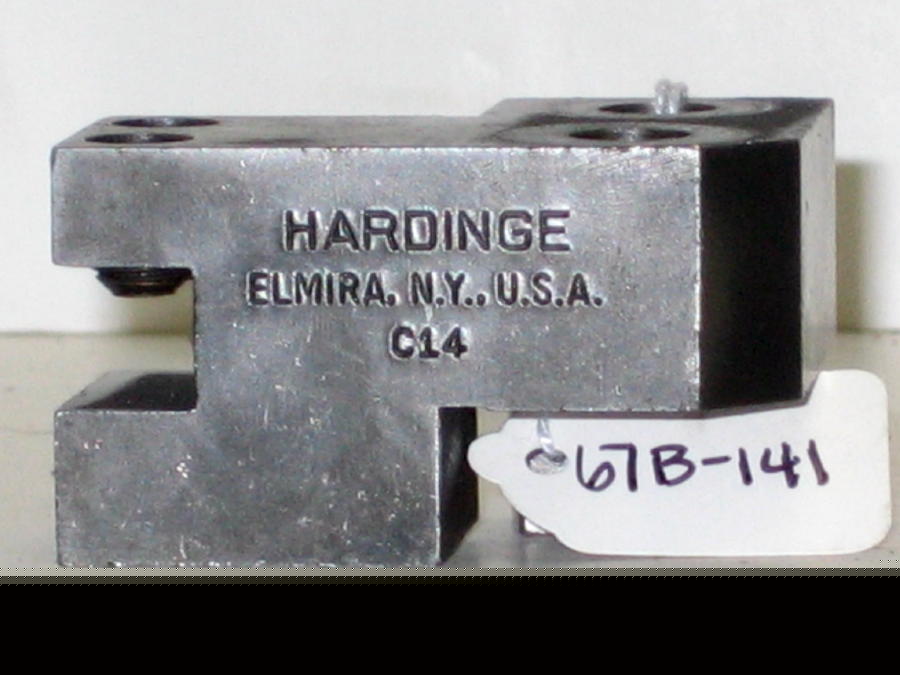 HARDINGE
ELMIRA, N.Y., U.S.A.
C14
67B-141